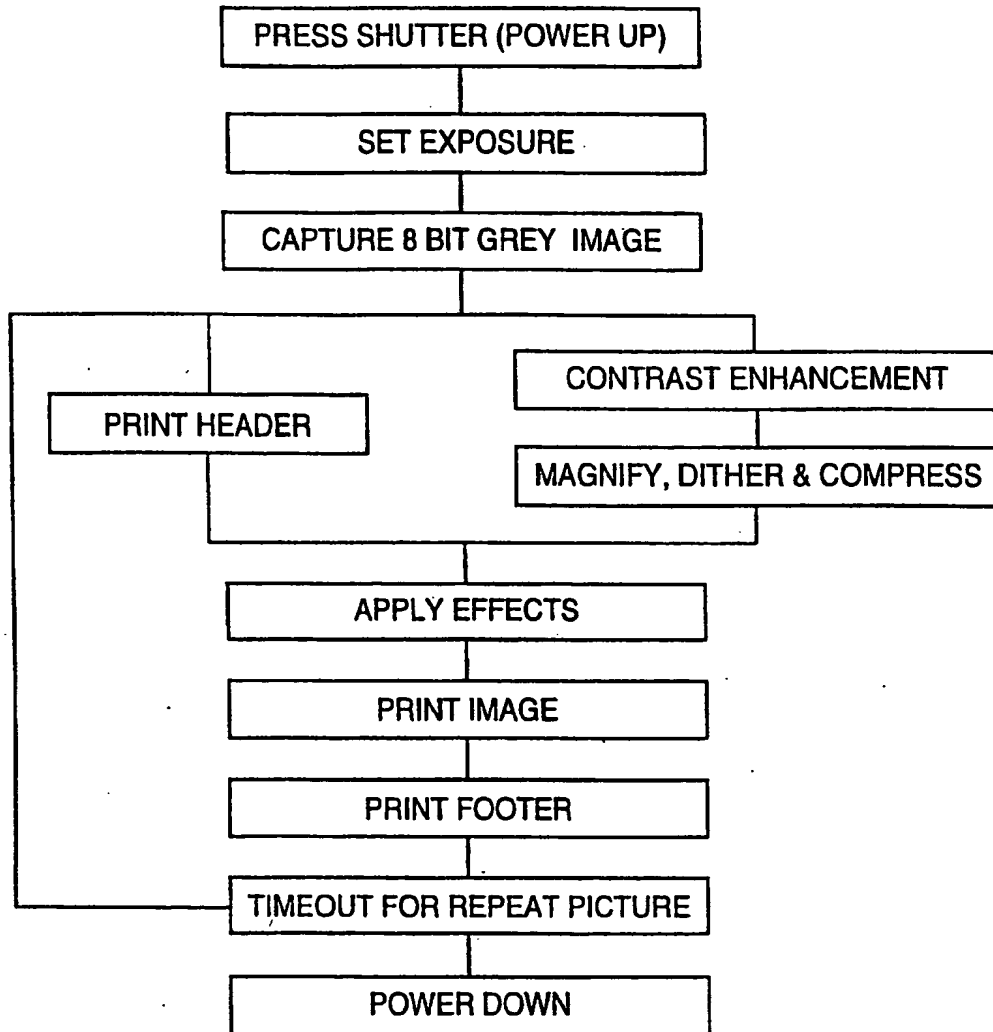 PRESS SHUTTER (POWER UP)
SET EXPOSURE
CAPTURE 8 BIT GREY IMAGE
CONTRAST ENHANCEMENT
PRINT HEADER
MAGNIFY, DITHER & COMPRESS
APPLY EFFECTS
PRINT IMAGE
PRINT FOOTER
TIMEOUT FOR REPEAT PICTURE
POWER DOWN